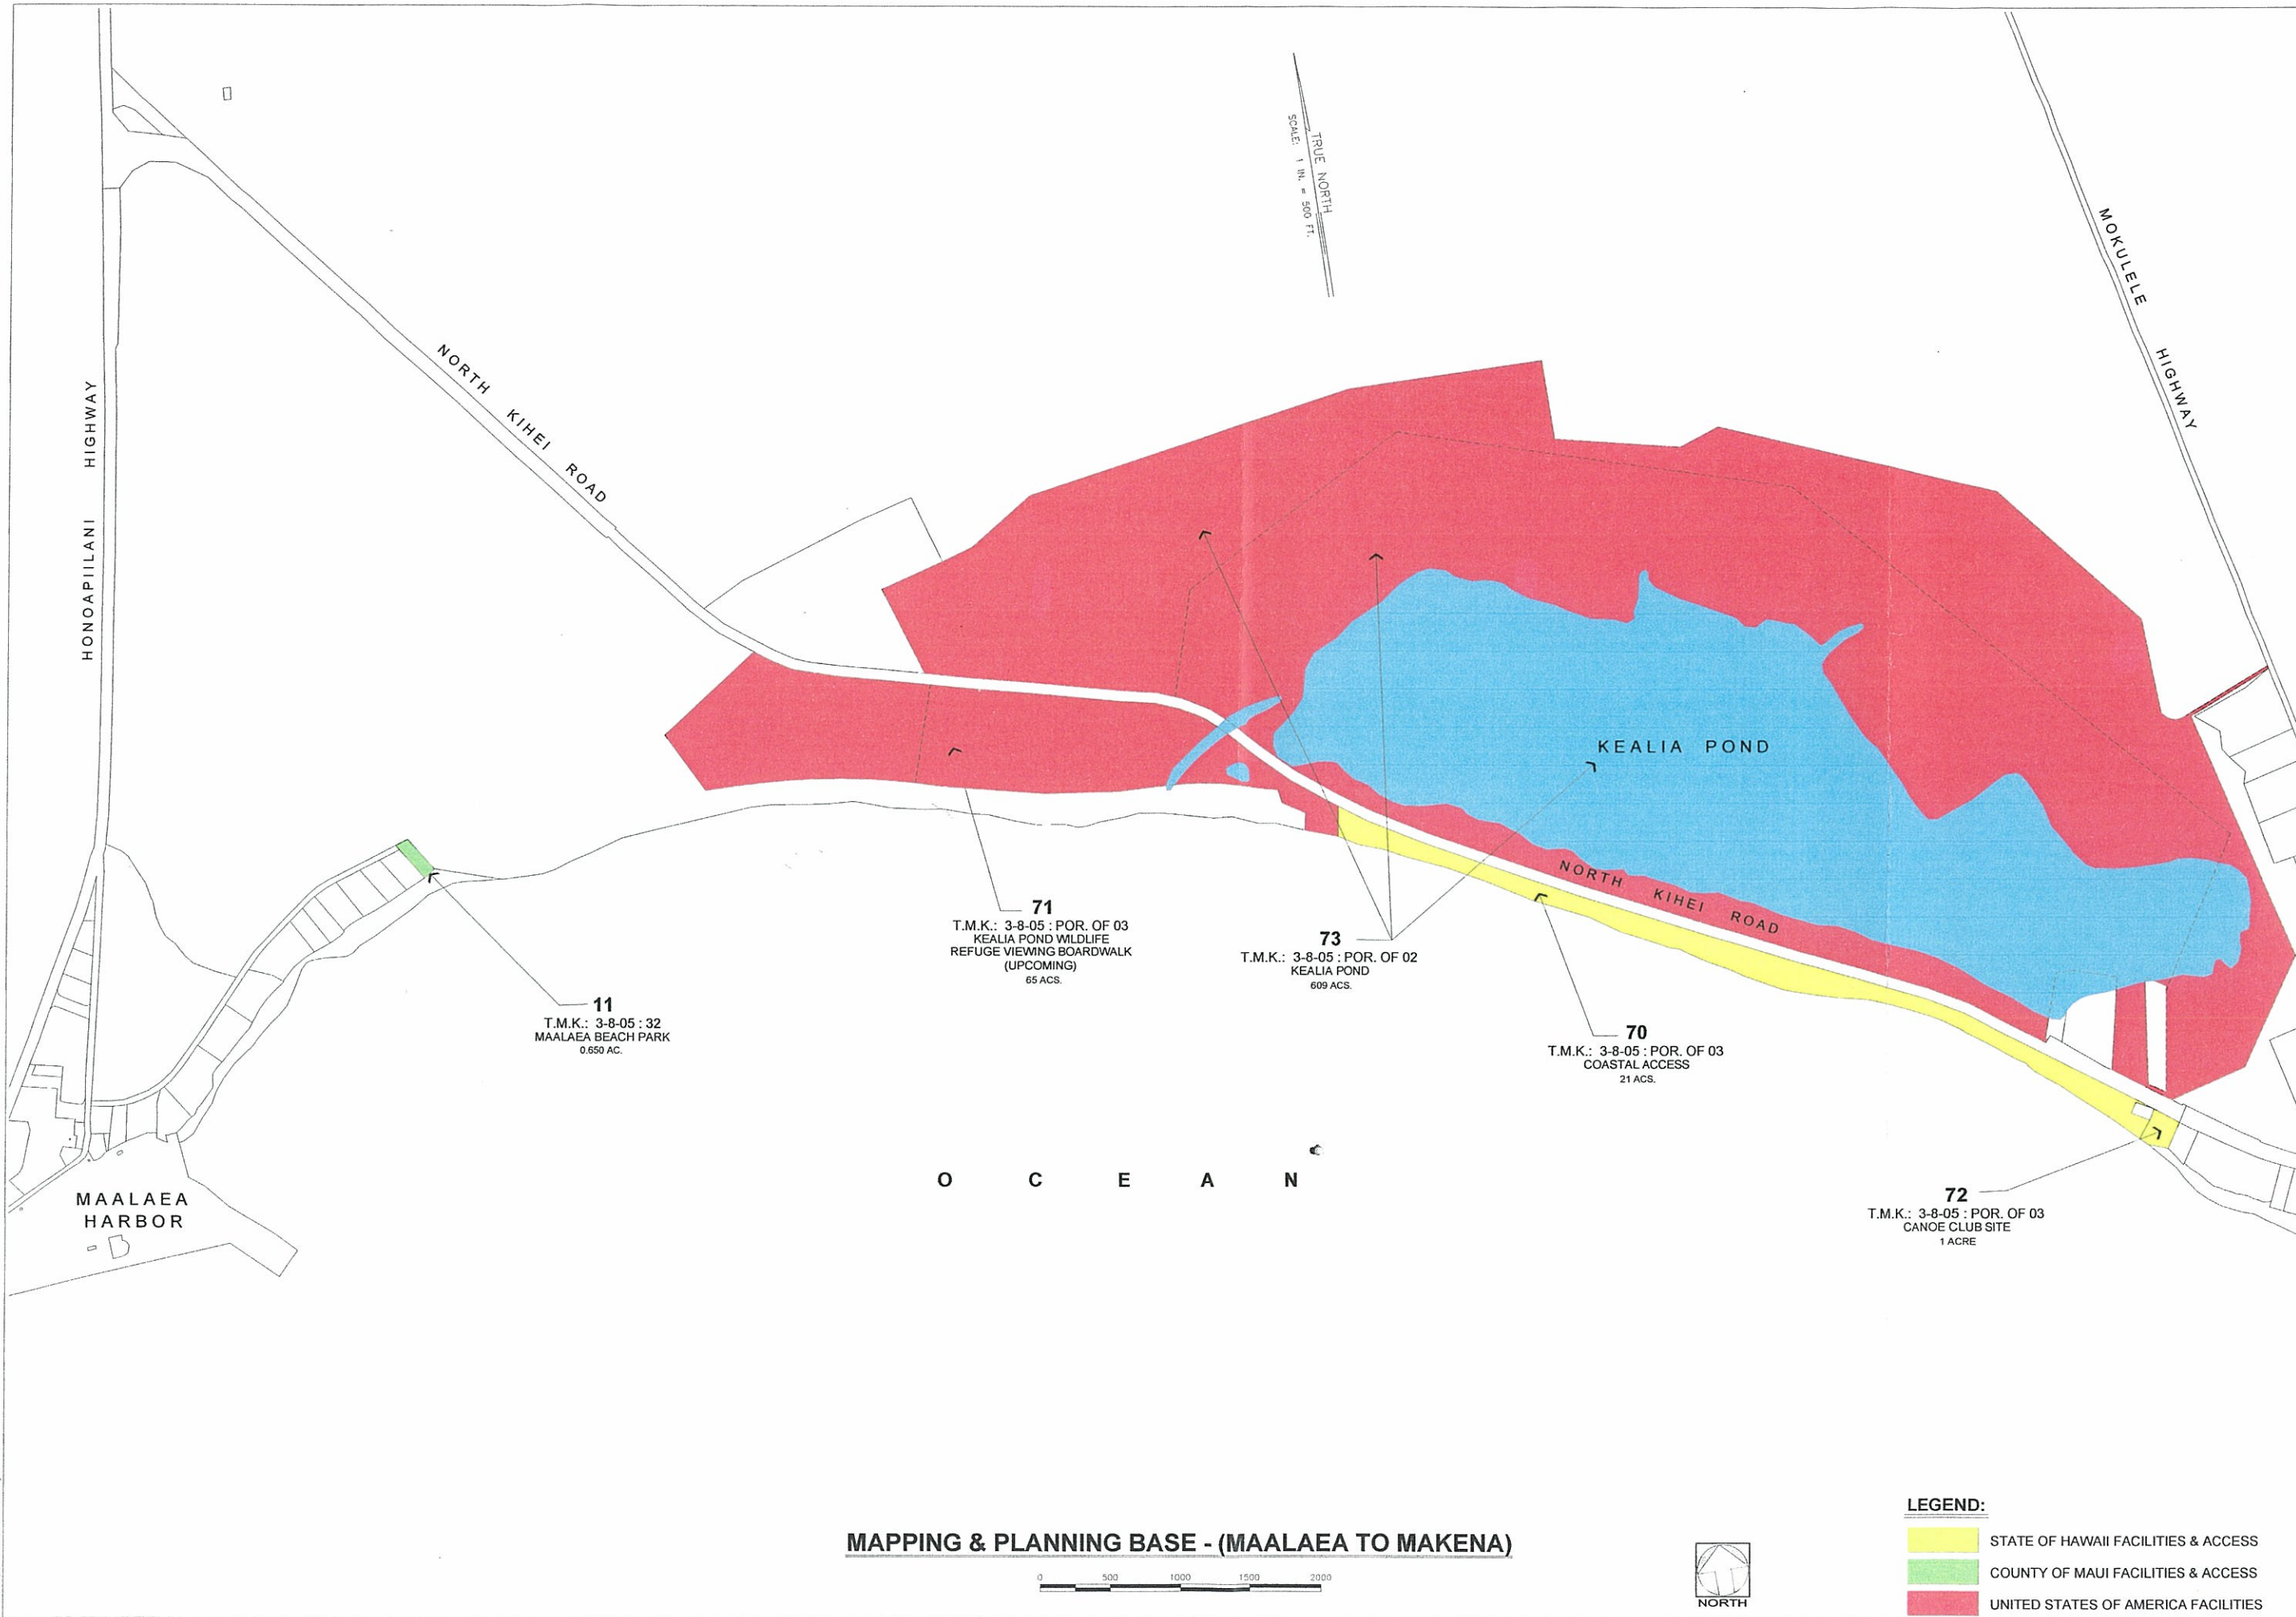 TRUE NORTH
SCALE: 1 IN. = 500 FT.
MOKULELE HIGHWAY
HONOAPIILANI HIGHWAY
NORTH KIHEI ROAD
KEALIA POND
NORTH KIHEI ROAD
71
T.M.K.: 3-8-05 : POR. OF 03
KEALIA POND WILDLIFE
REFUGE VIEWING BOARDWALK
(UPCOMING)
65 ACS.
73
T.M.K.: 3-8-05 : POR. OF 02
KEALIA POND
609 ACS.
11
T.M.K.: 3-8-05 : 32
MAALAEA BEACH PARK
0.650 AC.
70
T.M.K.: 3-8-05 : POR. OF 03
COASTAL ACCESS
21 ACS.
OCEAN
72
T.M.K.: 3-8-05 : POR. OF 03
CANOE CLUB SITE
1 ACRE
MAALAEA
HARBOR
MAPPING & PLANNING BASE - (MAALAEA TO MAKENA)
0 500 1000 1500 2000
NORTH
LEGEND:
STATE OF HAWAII FACILITIES & ACCESS
COUNTY OF MAUI FACILITIES & ACCESS
UNITED STATES OF AMERICA FACILITIES